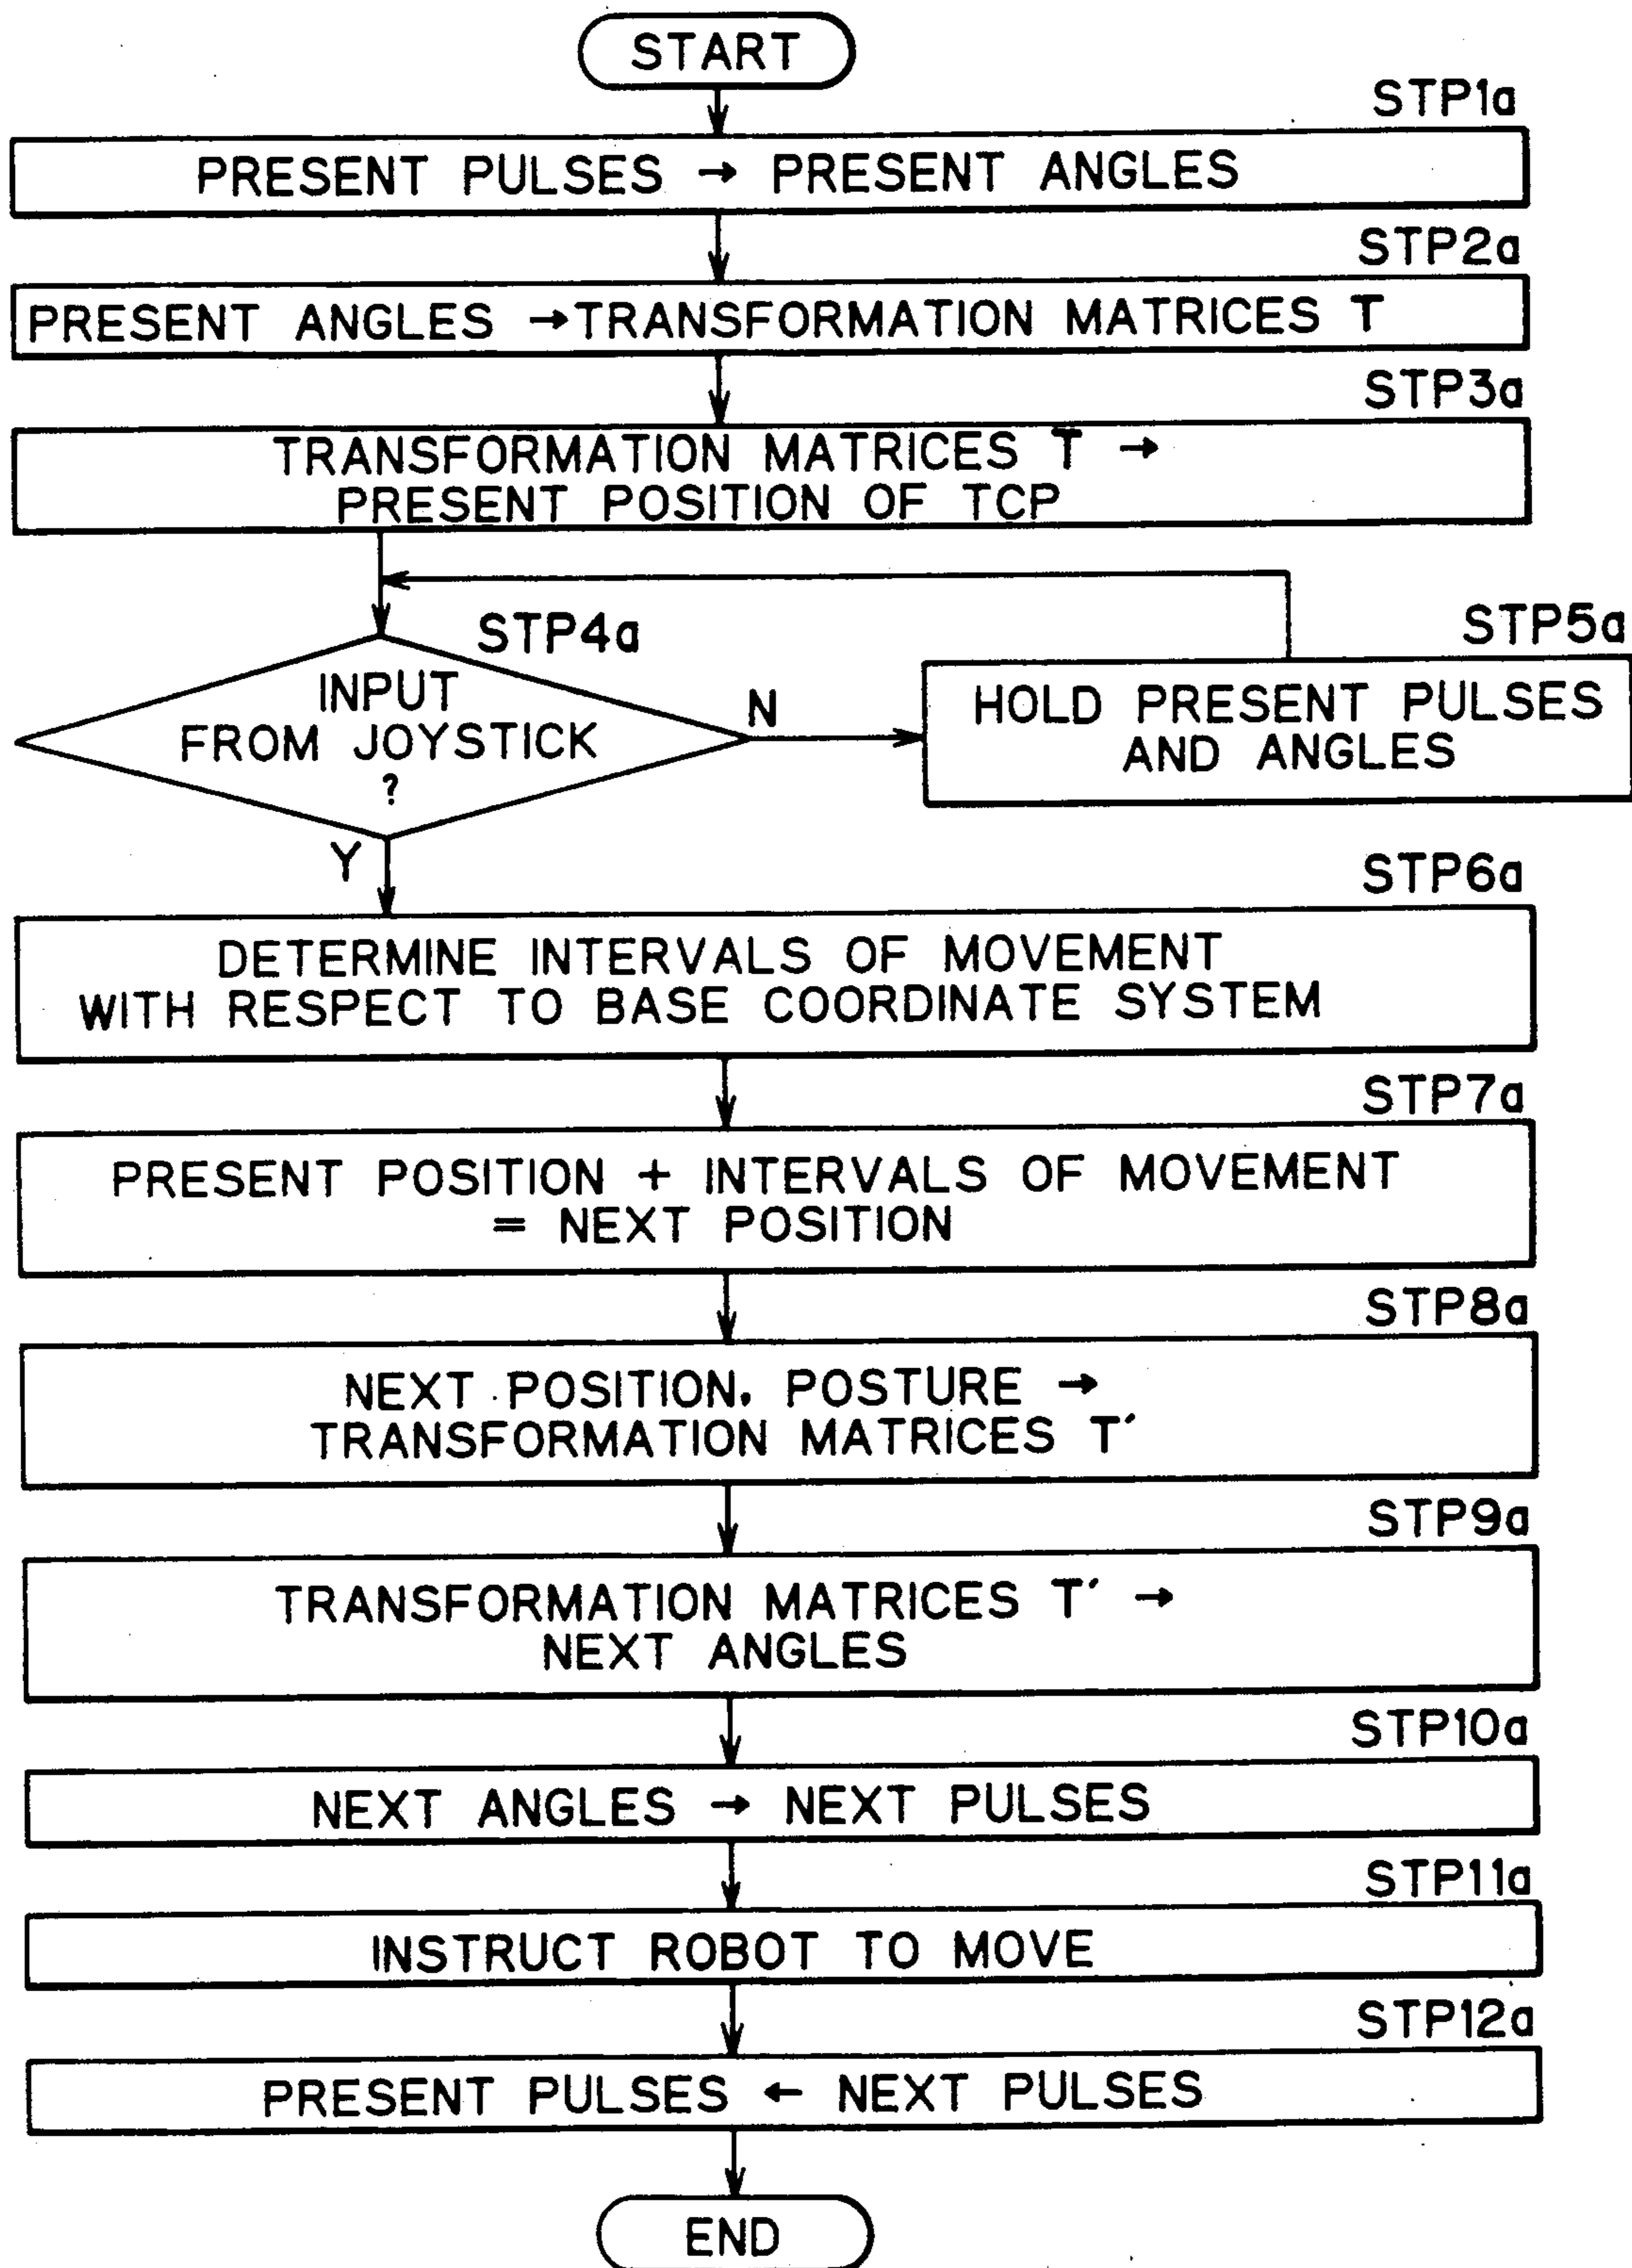 START
STP1a
PRESENT PULSES → PRESENT ANGLES
STP2a
PRESENT ANGLES →TRANSFORMATION MATRICES T
STP3a
TRANSFORMATION MATRICES T →
PRESENT POSITION OF TCP
STP4a
INPUT
FROM JOYSTICK
?
N
Y
STP5a
HOLD PRESENT PULSES
AND ANGLES
STP6a
DETERMINE INTERVALS OF MOVEMENT
WITH RESPECT TO BASE COORDINATE SYSTEM
STP7a
PRESENT POSITION + INTERVALS OF MOVEMENT
= NEXT POSITION
STP8a
NEXT POSITION, POSTURE →
TRANSFORMATION MATRICES T′
STP9a
TRANSFORMATION MATRICES T′ →
NEXT ANGLES
STP10a
NEXT ANGLES → NEXT PULSES
STP11a
INSTRUCT ROBOT TO MOVE
STP12a
PRESENT PULSES ← NEXT PULSES
END